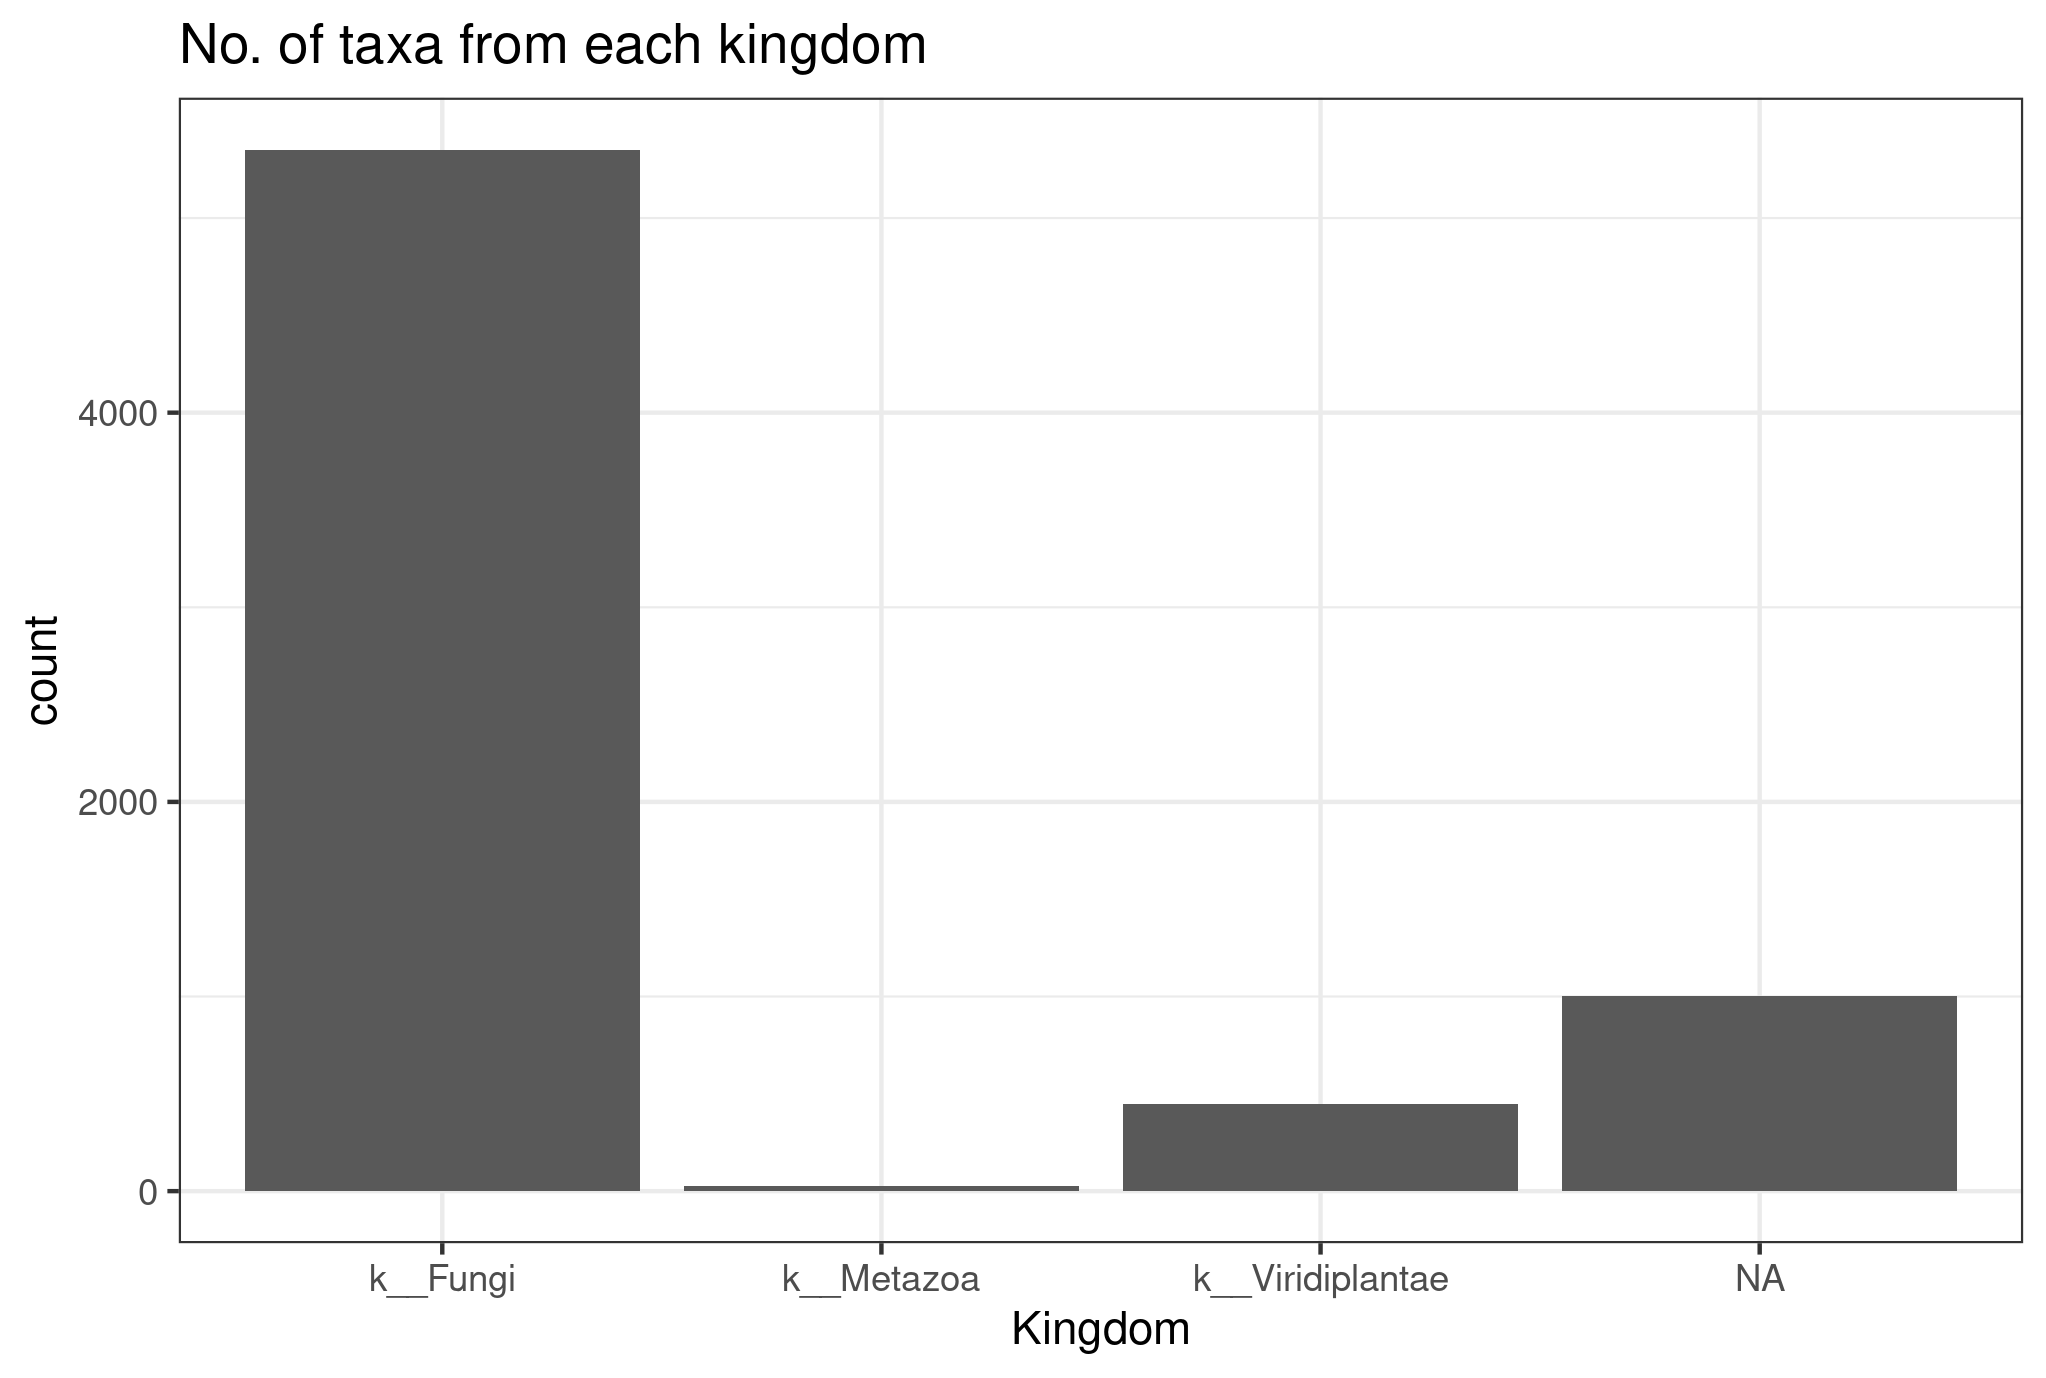 No. of taxa from each kingdom
count
4000
2000
0
k__Fungi
k__Metazoa
k__Viridiplantae
NA
Kingdom